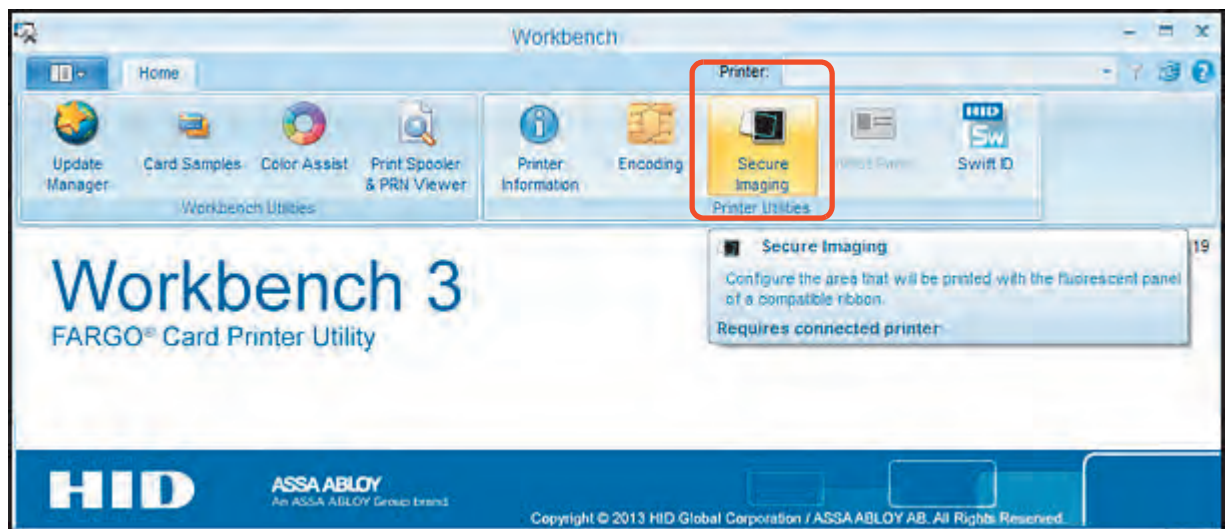 Workbench
Home
Printer:
Update
Manager
Card Samples
Color Assist
Print Spooler
& PRN Viewer
Printer
Information
Encoding
Secure
Imaging
HID
Sw
Swift ID
Workbench Utilities
Printer Utilities
Secure Imaging
Configure the area that will be printed with the fluorescent panel
of a compatible ribbon.
Requires connected printer
19
Workbench 3
FARGO® Card Printer Utility
HID
ASSA ABLOY
An ASSA ABLOY Group brand
Copyright © 2013 HID Global Corporation / ASSA ABLOY AB. All Rights Reserved.